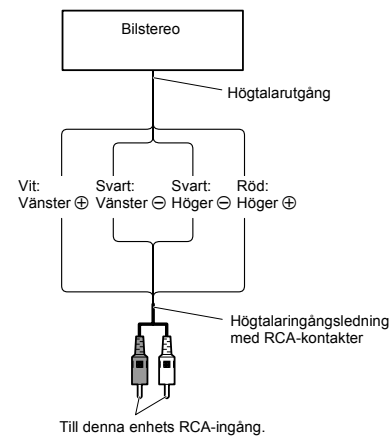 Bilstereo
Högtalarutgång
Vit: Svart: Svart: Röd:
Vänster ⊕ Vänster ⊖ Höger ⊖ Höger ⊕
Högtalaringångsledning
med RCA-kontakter
Till denna enhets RCA-ingång.